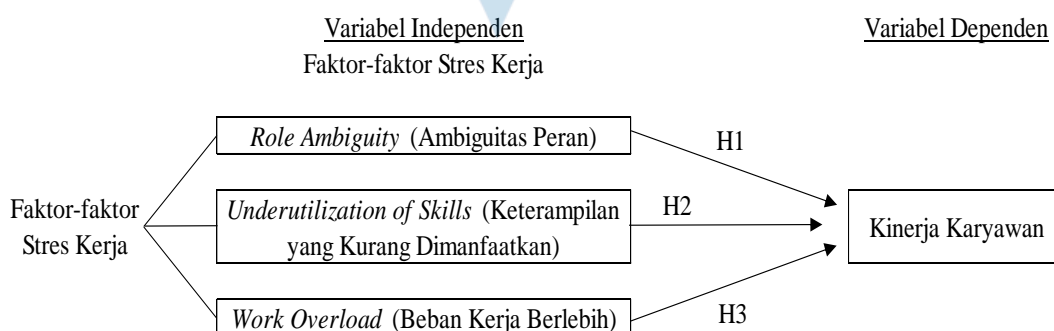 Variabel Independen
Variabel Dependen
Faktor-faktor Stres Kerja
Role Ambiguity (Ambiguitas Peran)
H1
Faktor-faktor
Stres Kerja
Underutilization of Skills (Keterampilan
yang Kurang Dimanfaatkan)
H2
Kinerja Karyawan
Work Overload (Beban Kerja Berlebih)
H3